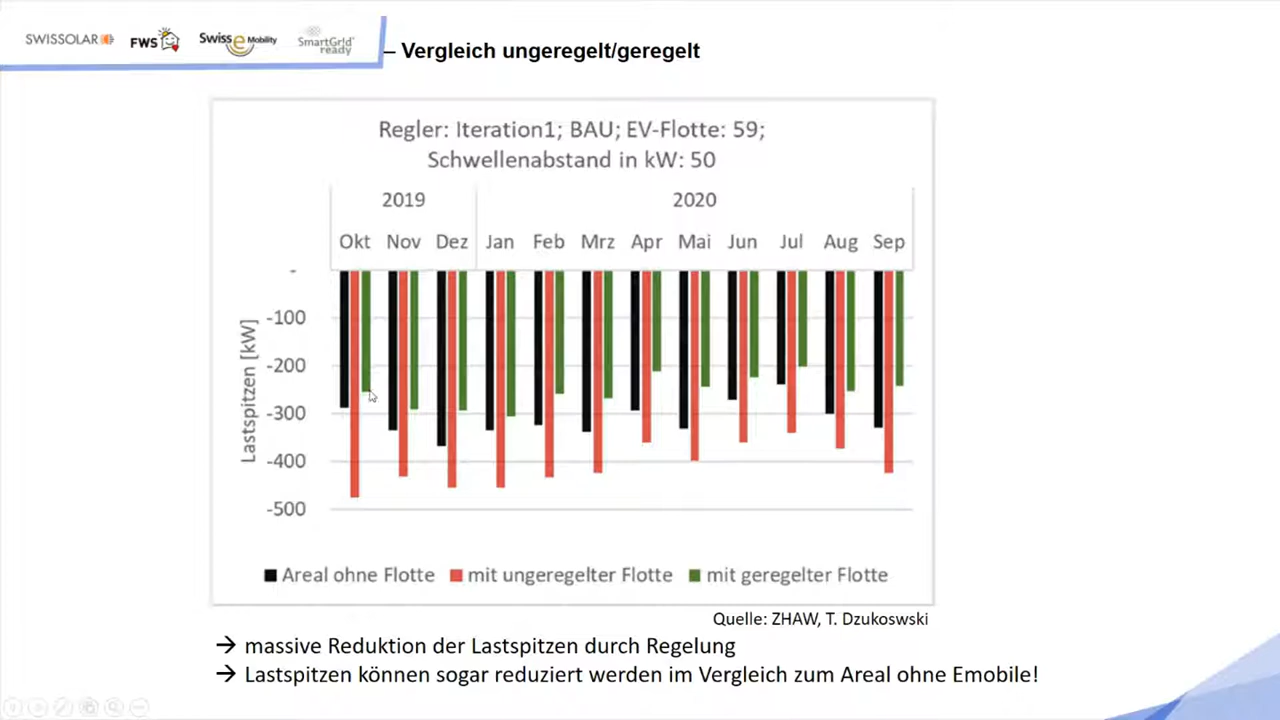 SWISSOLAR
FWS
Swiss eMobility
SmartGrid
ready
– Vergleich ungeregelt/geregelt
Regler: Iteration1; BAU; EV-Flotte: 59;
Schwellenabstand in kW: 50
2019 2020
Okt Nov Dez Jan Feb Mrz Apr Mai Jun Jul Aug Sep
-
-100
-200
-300
-400
-500
Lastspitzen [kW]
Areal ohne Flotte mit ungeregelter Flotte mit geregelter Flotte
Quelle: ZHAW, T. Dzukoswski
→ massive Reduktion der Lastspitzen durch Regelung
→ Lastspitzen können sogar reduziert werden im Vergleich zum Areal ohne Emobile!